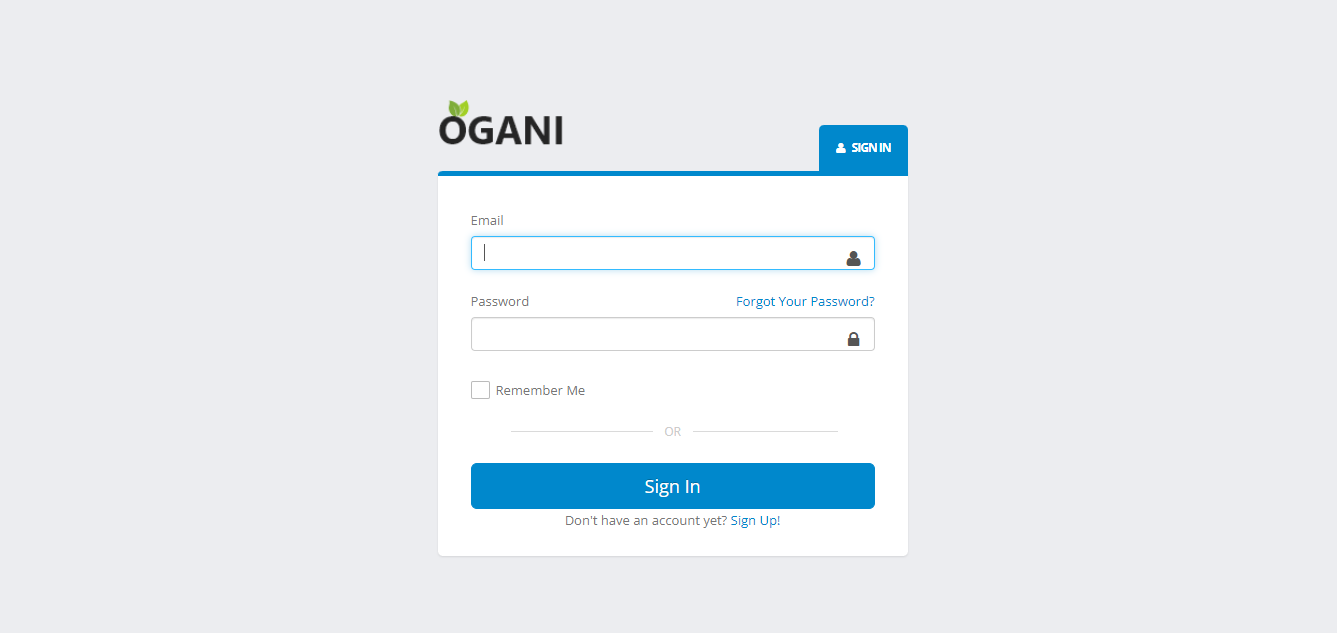 OGANI
SIGN IN
Email
Password
Forgot Your Password?
Remember Me
OR
Sign In
Don't have an account yet? Sign Up!